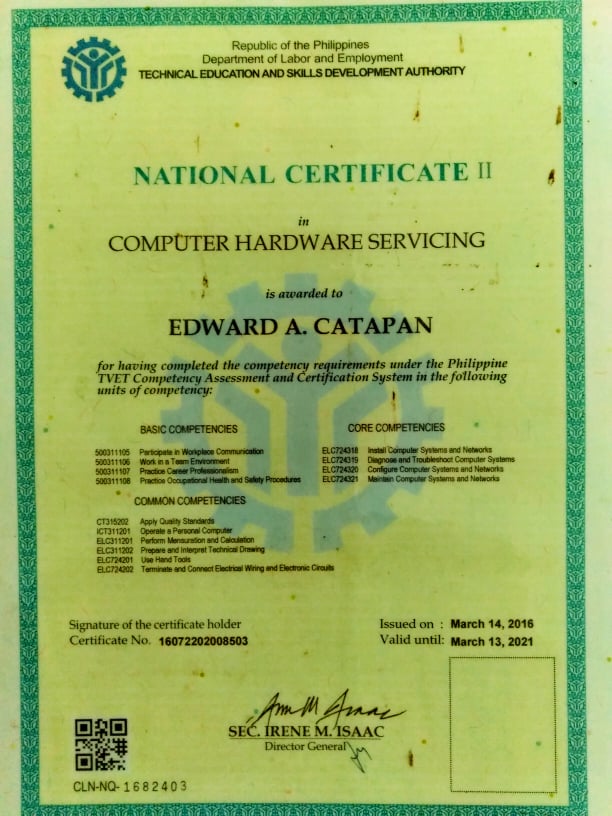 Republic of the Philippines
Department of Labor and Employment
TECHNICAL EDUCATION AND SKILLS DEVELOPMENT AUTHORITY
NATIONAL CERTIFICATE II
in
COMPUTER HARDWARE SERVICING
is awarded to
EDWARD A. CATAPAN
for having completed the competency requirements under the Philippine
TVET Competency Assessment and Certification System in the following
units of competency:
BASIC COMPETENCIES
500311105 Participate in Workplace Communication
500311106 Work in a Team Environment
500311107 Practice Career Professionalism
500311108 Practice Occupational Health and Safety Procedures
CORE COMPETENCIES
ELC724318 Install Computer Systems and Networks
ELC724319 Diagnose and Troubleshoot Computer Systems
ELC724320 Configure Computer Systems and Networks
ELC724321 Maintain Computer Systems and Networks
COMMON COMPETENCIES
CT315202 Apply Quality Standards
ICT311201 Operate a Personal Computer
ELC311201 Perform Mensuration and Calculation
ELC311202 Prepare and Interpret Technical Drawing
ELC724201 Use Hand Tools
ELC724202 Terminate and Connect Electrical Wiring and Electronic Circuits
Signature of the certificate holder
Certificate No. 16072202008503
Issued on : March 14, 2016
Valid until: March 13, 2021
SEC. IRENE M. ISAAC
Director General
CLN-NQ-1682403